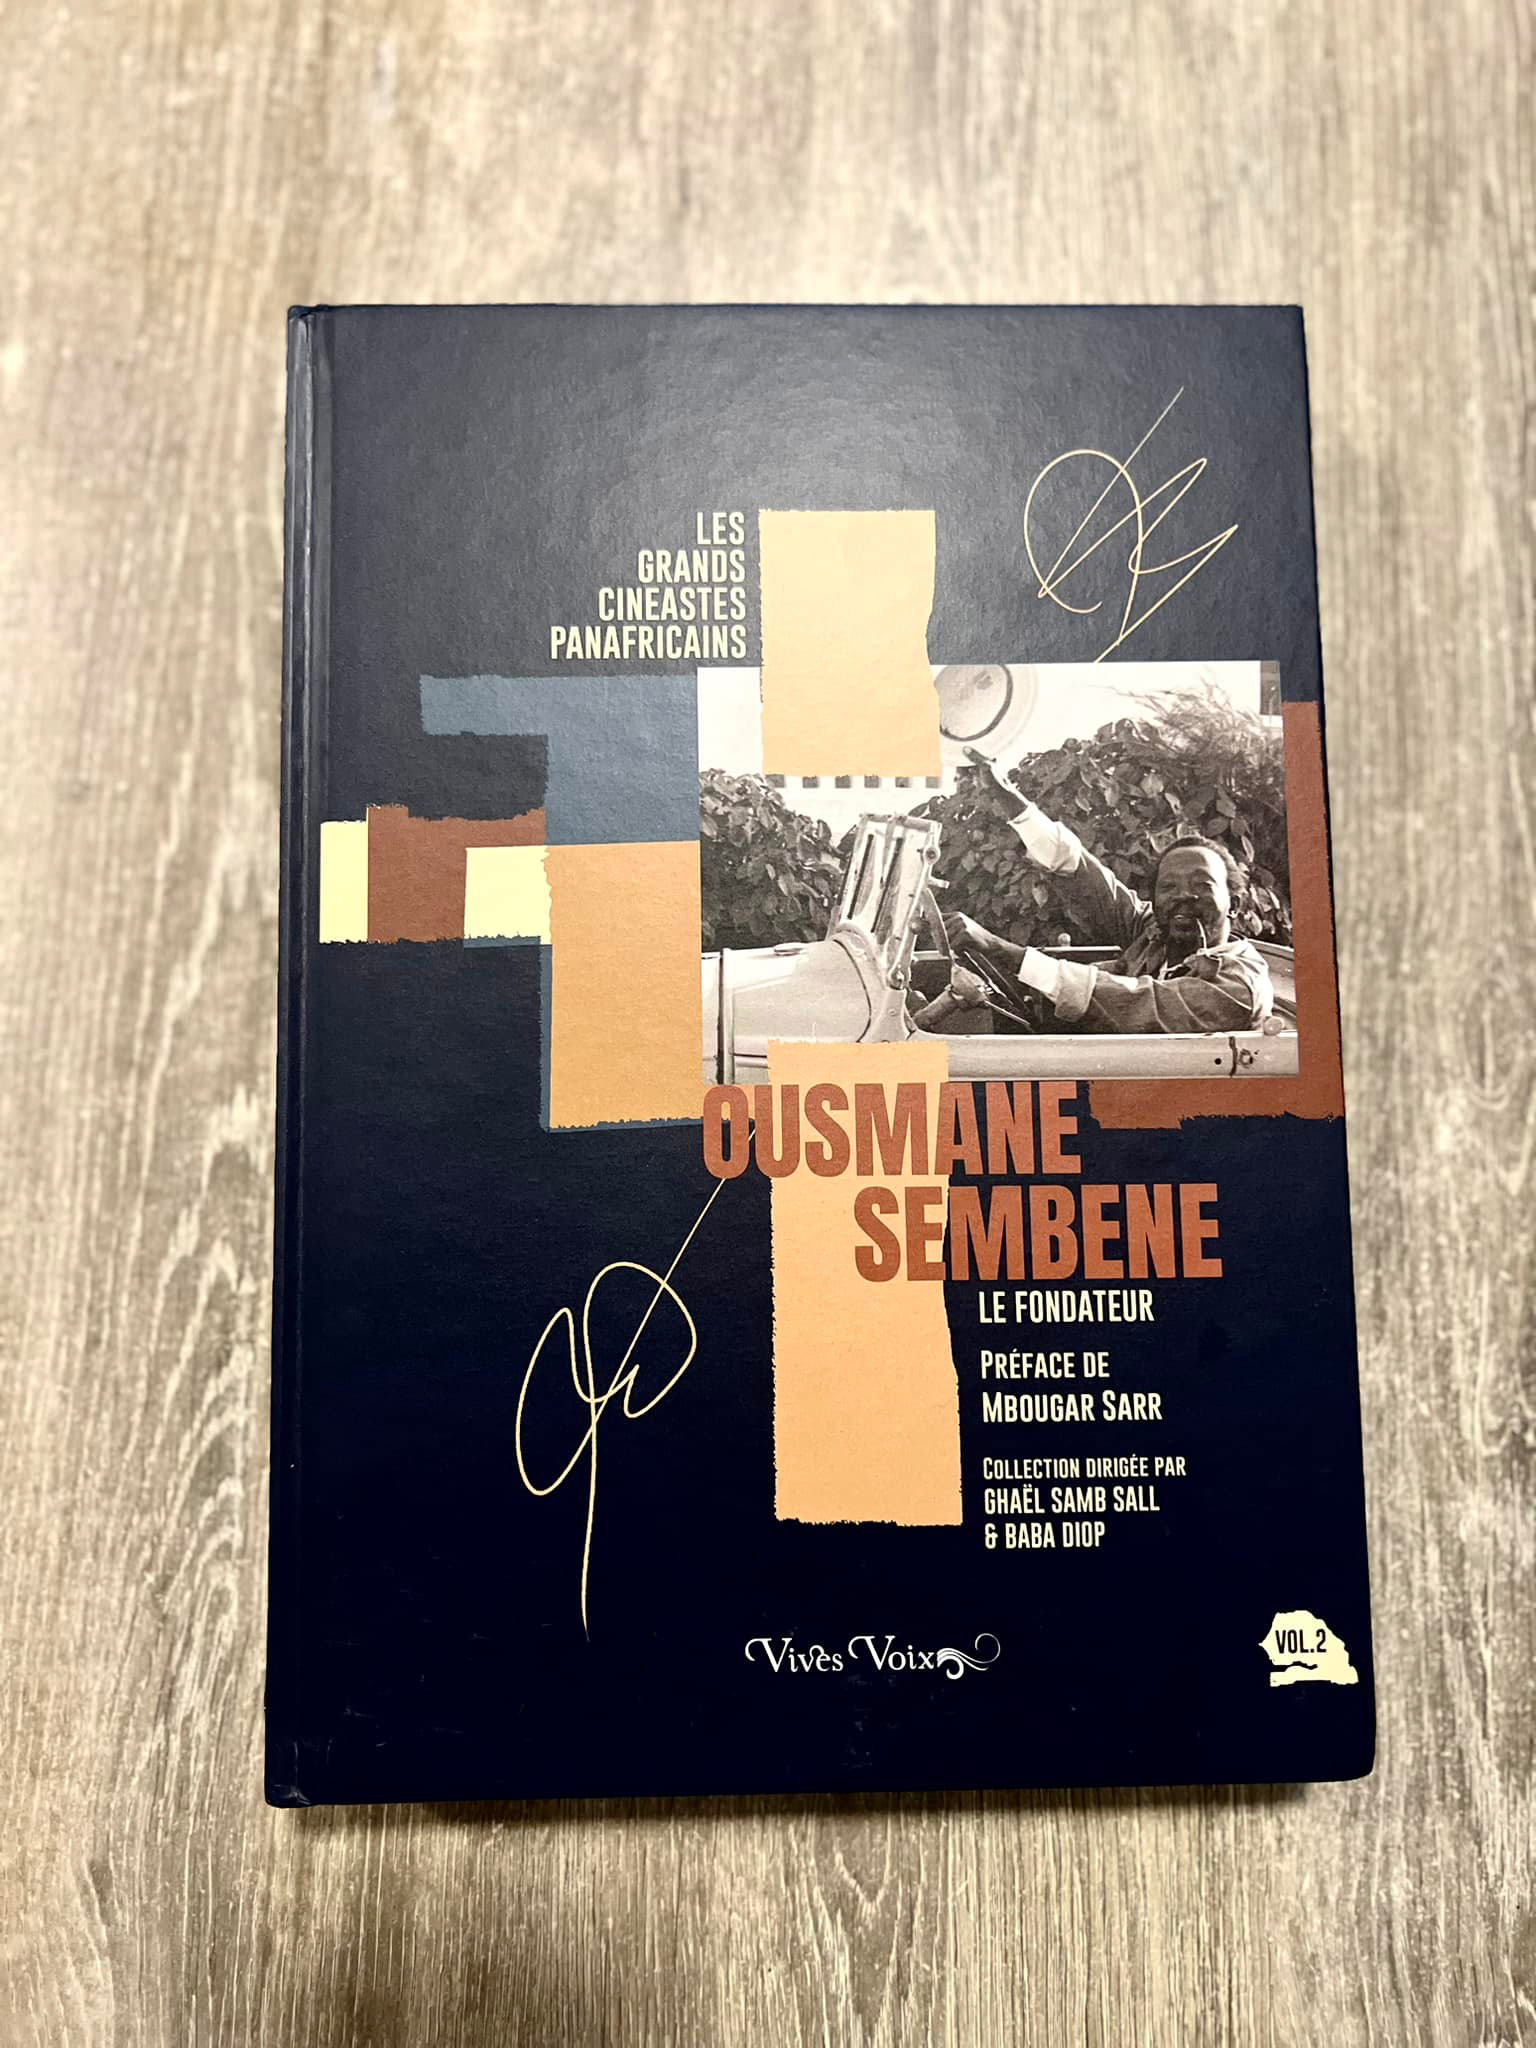 LES
GRANDS
CINEASTES
PANAFRICAINS
OUSMANE
SEMBENE
LE FONDATEUR
PRÉFACE DE
MBOUGAR SARR
COLLECTION DIRIGÉE PAR
GHAËL SAMB SALL
& BABA DIOP
Vives Voix
VOL.2